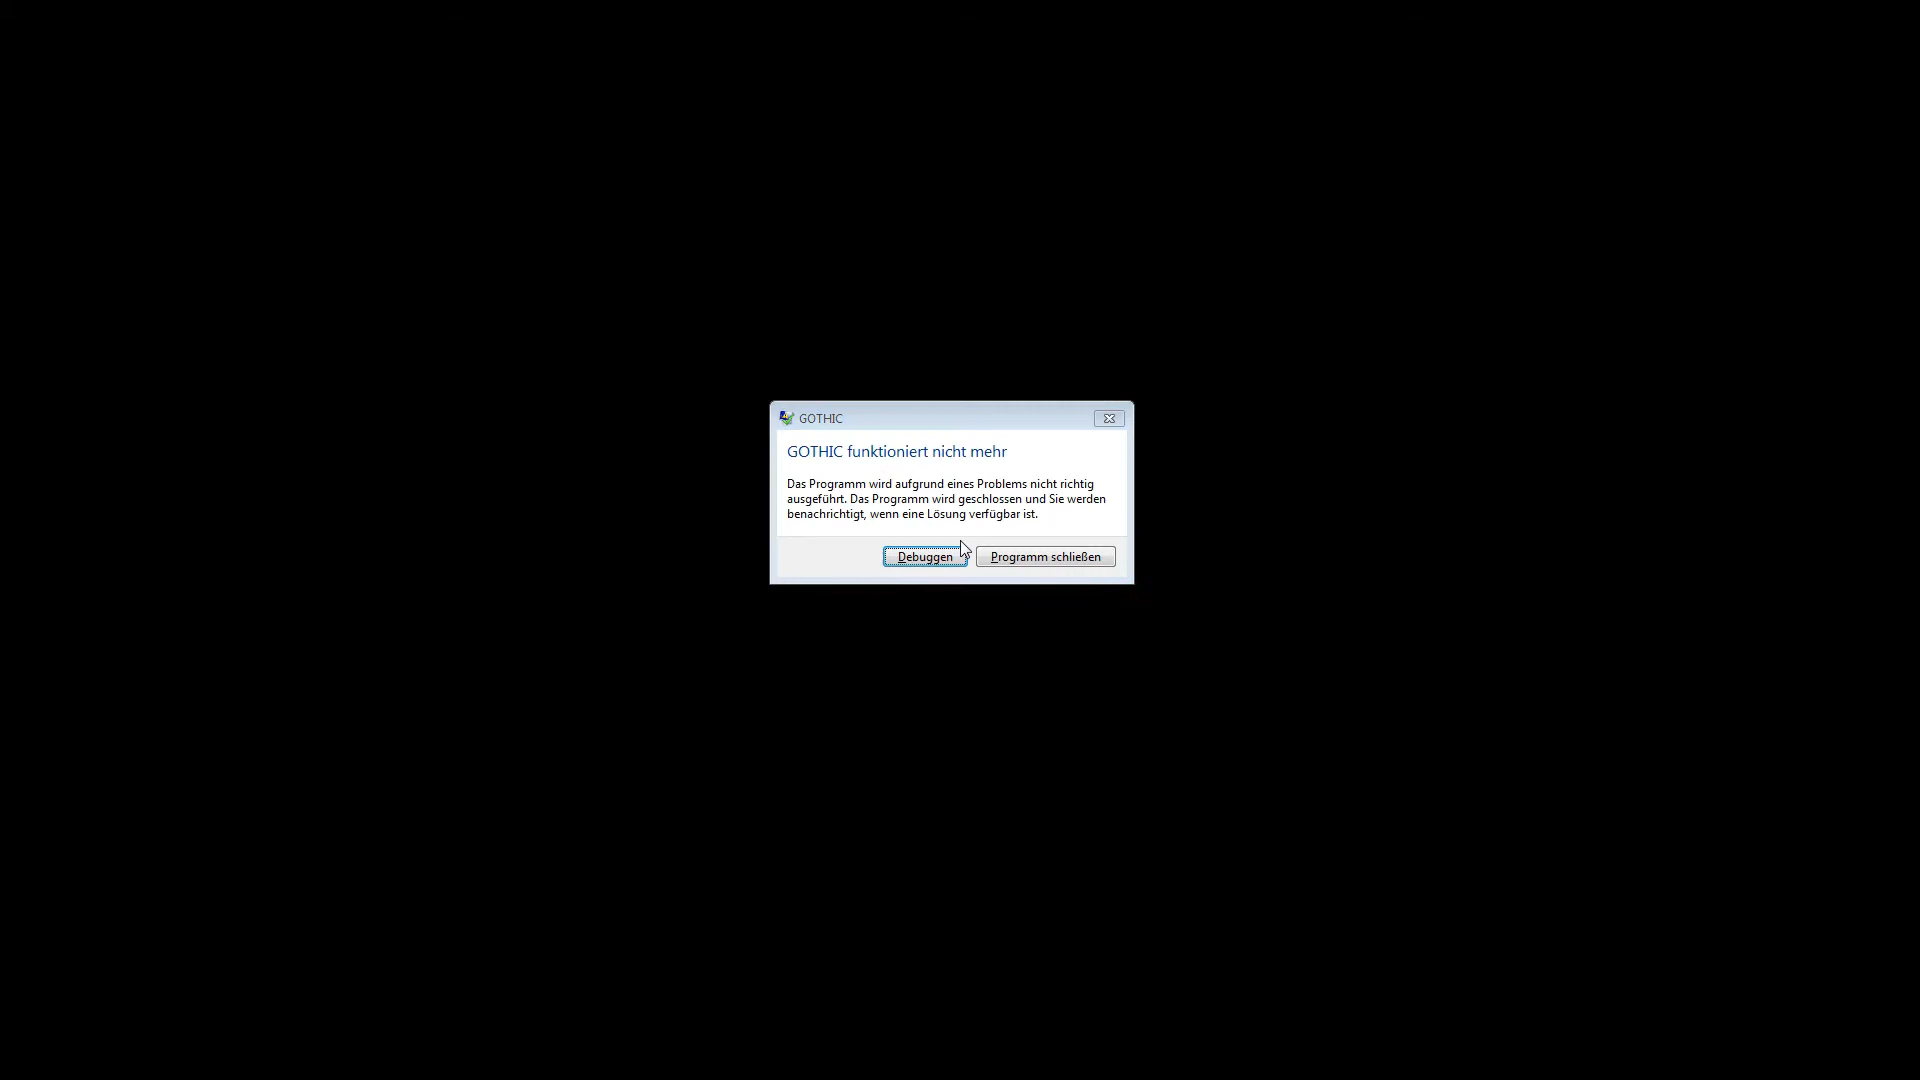 GOTHIC
GOTHIC funktioniert nicht mehr
Das Programm wird aufgrund eines Problems nicht richtig
ausgeführt. Das Programm wird geschlossen und Sie werden
benachrichtigt, wenn eine Lösung verfügbar ist.
Debuggen
Programm schließen